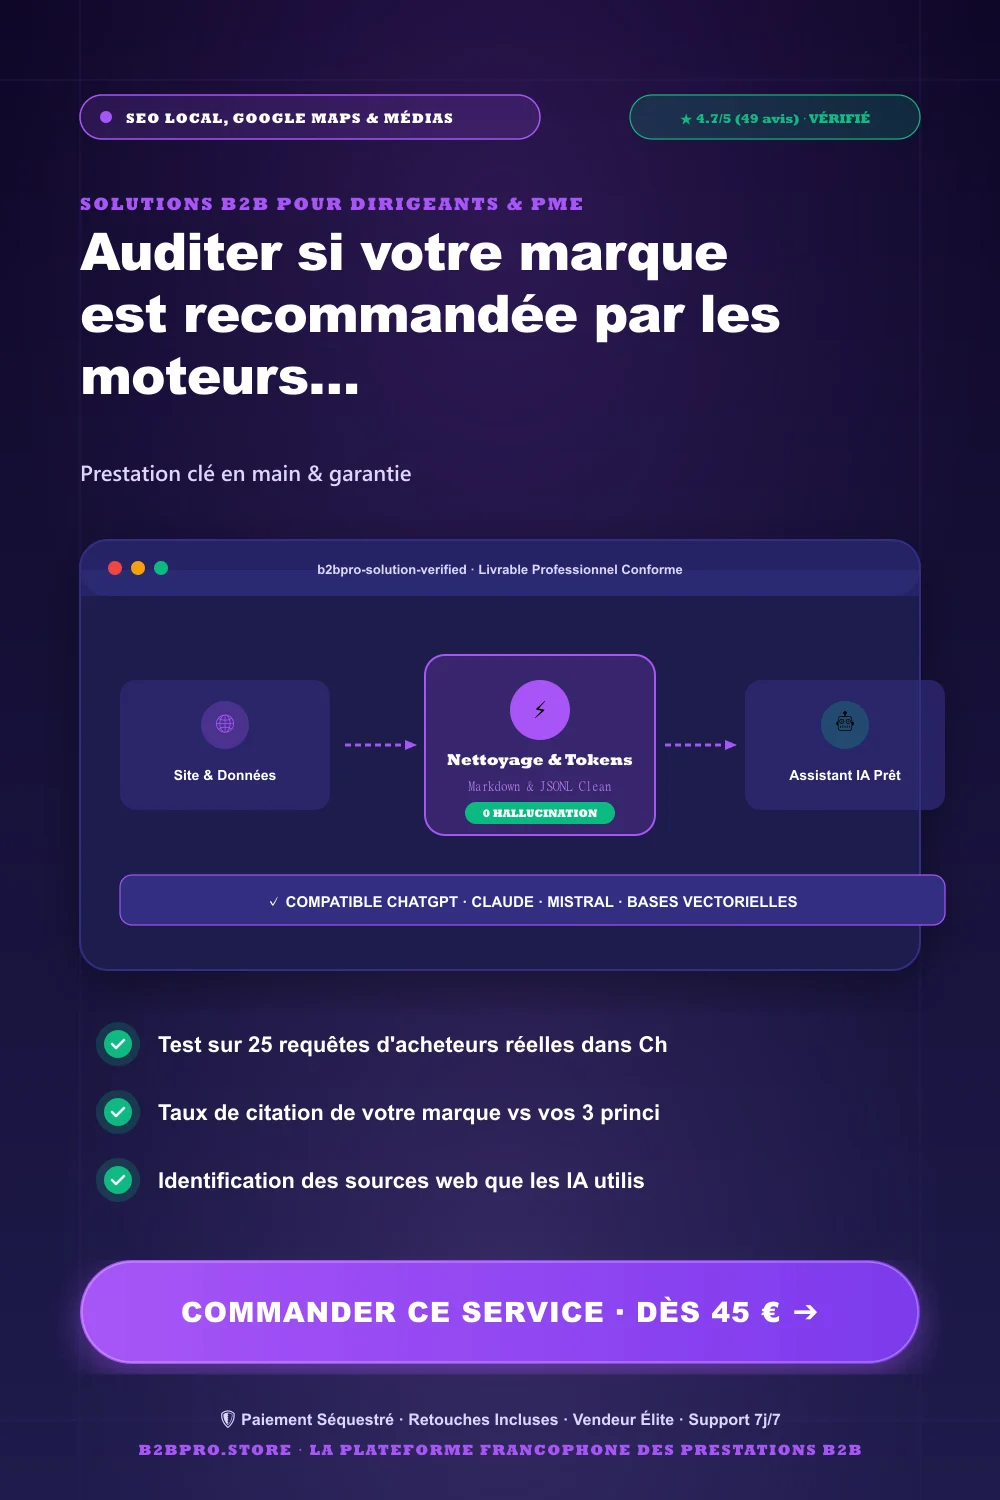 SEO LOCAL, GOOGLE MAPS & MÉDIAS
★ 4.7/5 (49 avis) · VÉRIFIÉ
SOLUTIONS B2B POUR DIRIGEANTS & PME
Auditer si votre marque
est recommandée par les
moteurs...
Prestation clé en main & garantie
b2bpro-solution-verified · Livrable Professionnel Conforme
Site & Données
Nettoyage & Tokens
Markdown & JSONL Clean
0 HALLUCINATION
Assistant IA Prêt
✓ COMPATIBLE CHATGPT · CLAUDE · MISTRAL · BASES VECTORIELLES
Test sur 25 requêtes d'acheteurs réelles dans Ch
Taux de citation de votre marque vs vos 3 princi
Identification des sources web que les IA utilis
COMMANDER CE SERVICE · DÈS 45 € ➔
Paiement Séquestré · Retouches Incluses · Vendeur Élite · Support 7j/7
B2BPRO.STORE · LA PLATEFORME FRANCOPHONE DES PRESTATIONS B2B